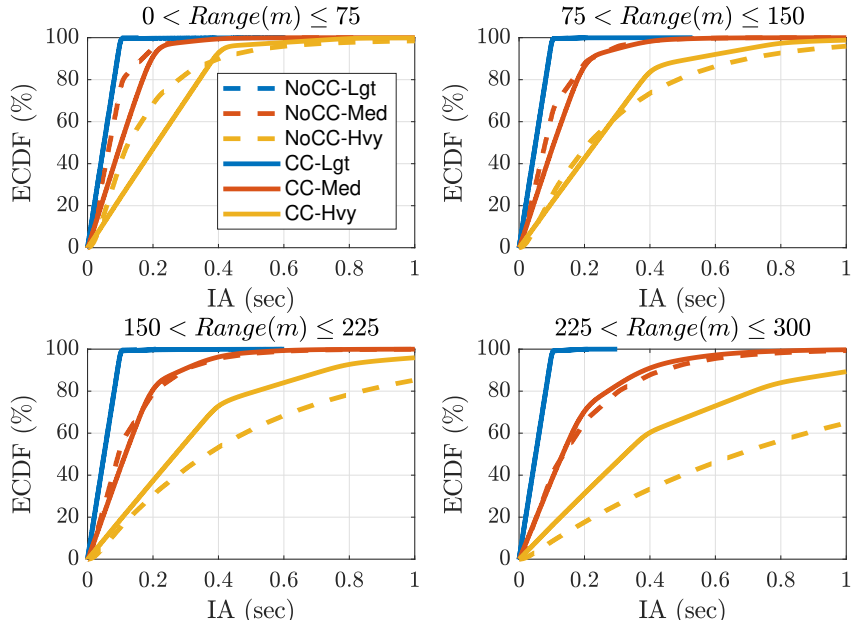 0 < Range(m) ≤ 75
100
80
60
40
20
0
ECDF (%)
NoCC-Lgt
NoCC-Med
NoCC-Hvy
CC-Lgt
CC-Med
CC-Hvy
0 0.2 0.4 0.6 0.8 1
IA (sec)
75 < Range(m) ≤ 150
100
80
60
40
20
0
ECDF (%)
0 0.2 0.4 0.6 0.8 1
IA (sec)
150 < Range(m) ≤ 225
100
80
60
40
20
0
ECDF (%)
0 0.2 0.4 0.6 0.8 1
IA (sec)
225 < Range(m) ≤ 300
100
80
60
40
20
0
ECDF (%)
0 0.2 0.4 0.6 0.8 1
IA (sec)